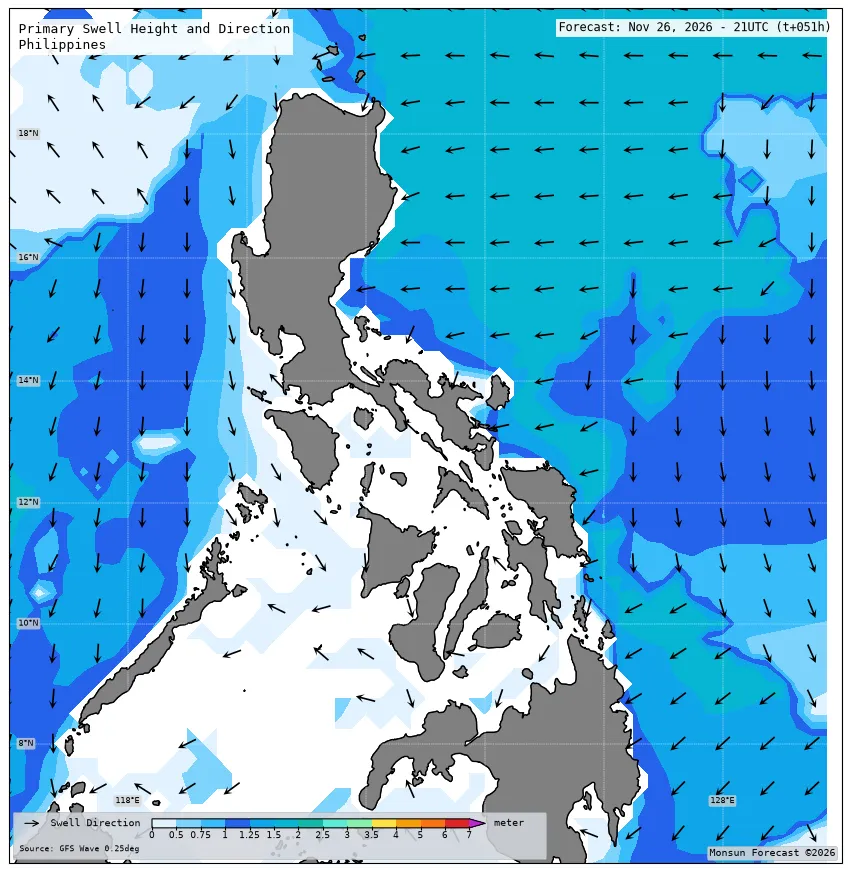 Primary Swell Height and Direction
Philippines
Forecast: Nov 26, 2026 - 21UTC (t+051h)
18°N
16°N
14°N
12°N
10°N
8°N
118°E
128°E
Swell Direction
0 0.5 0.75 1 1.25 1.5 2 2.5 3 3.5 4 5 6 7
meter
Source: GFS Wave 0.25deg
Monsun Forecast ©2026